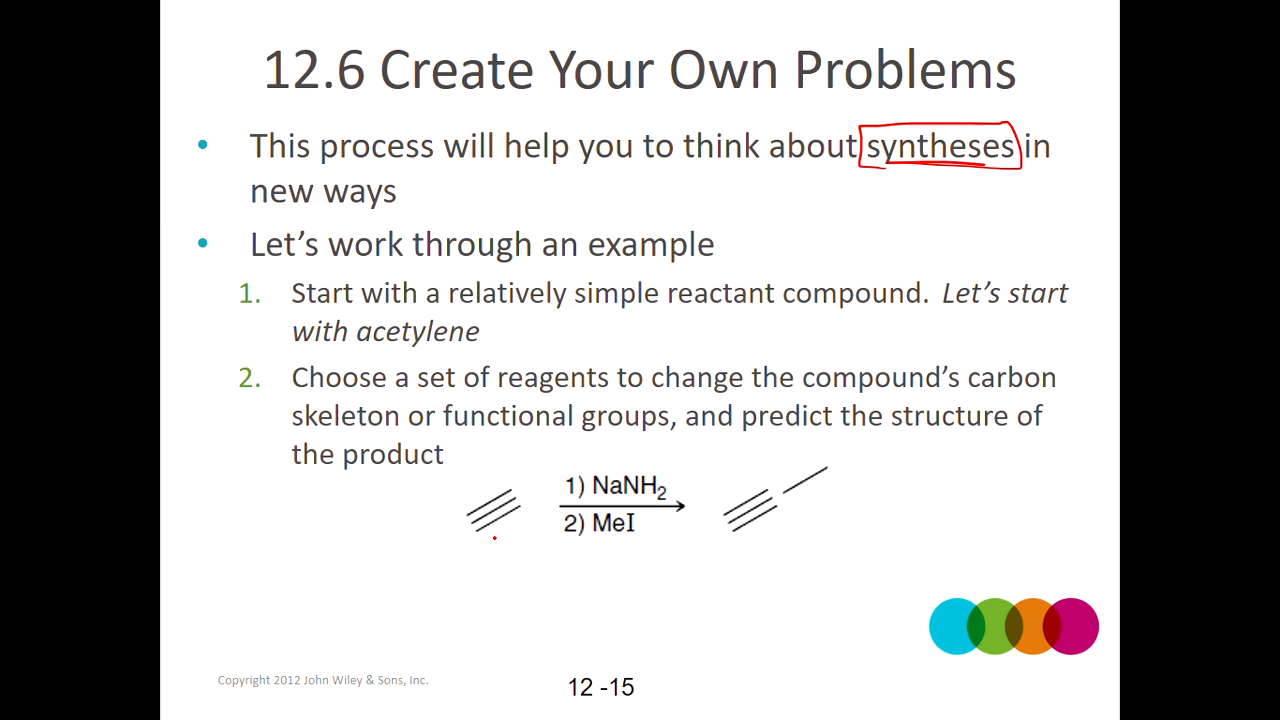 12.6 Create Your Own Problems
• This process will help you to think about syntheses in
new ways
• Let’s work through an example
1. Start with a relatively simple reactant compound. Let’s start
with acetylene
2. Choose a set of reagents to change the compound’s carbon
skeleton or functional groups, and predict the structure of
the product
1) NaNH₂
2) MeI
Copyright 2012 John Wiley & Sons, Inc.
12 -15